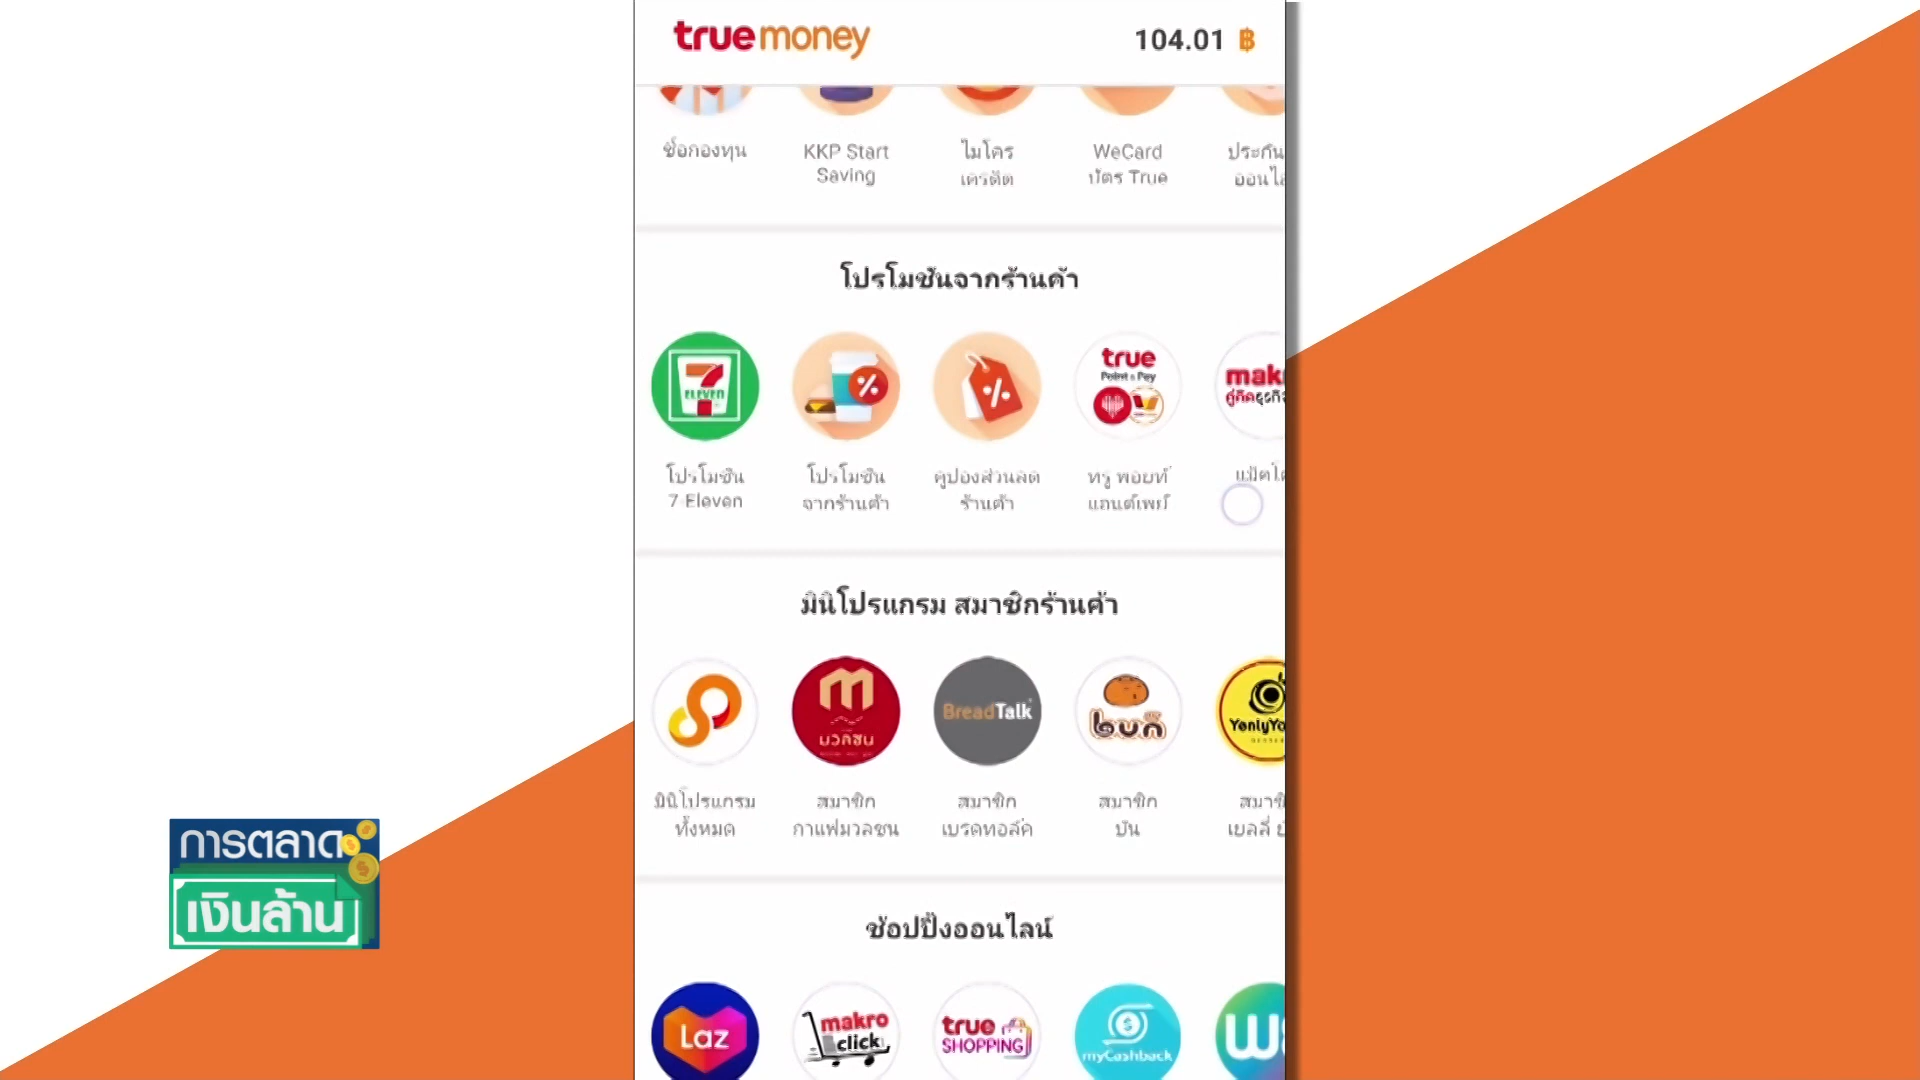 truemoney
104.01 ฿
ซื้อกองทุน
KKP Start
Saving
ไมโคร
เครดิต
WeCard
บัตร True
ประกัน
โปรโมชันจากร้านค้า
7
ELEVEN
%
%
true
Point & Pay
โปรโมชัน
7-Eleven
โปรโมชัน
จากร้านค้า
คูปองส่วนลด
ร้านค้า
ทรู พอยท์
แอนด์เพย์
มินิโปรแกรม สมาชิกร้านค้า
มวลชน
BreadTalk
มินิโปรแกรม
ทั้งหมด
สมาชิก
กาแฟมวลชน
สมาชิก
เบรดทอล์ค
สมาชิก
บัน
เยลลี่
การตลาด
เงินล้าน
ช้อปปิ้งออนไลน์
Laz
makro
click
true
SHOPPING
myCashback